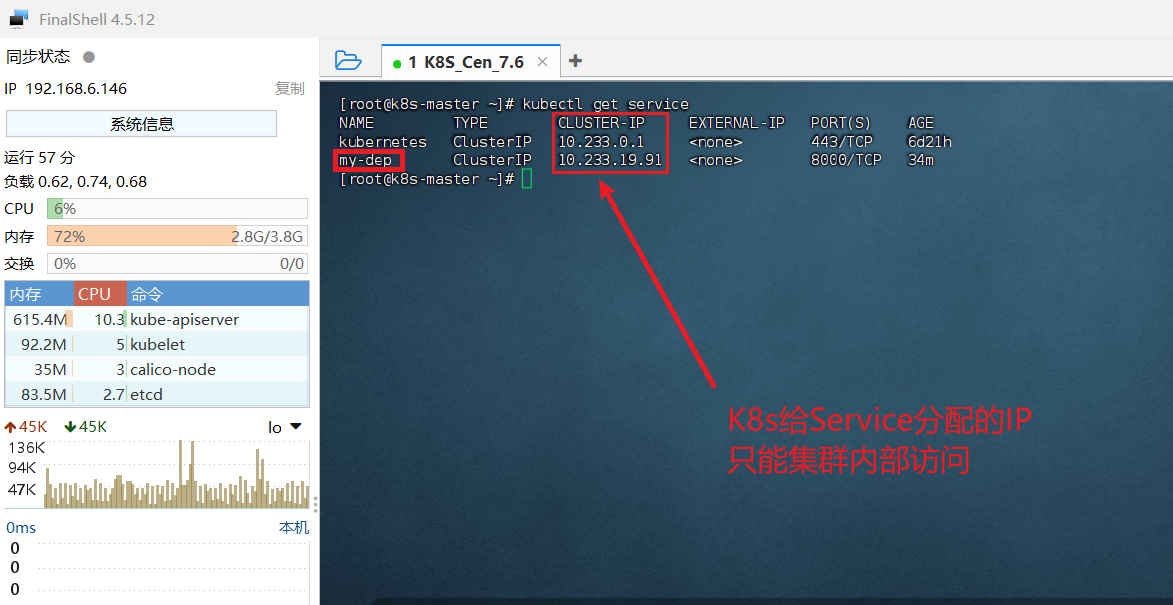 FinalShell 4.5.12
同步状态
IP 192.168.6.146 复制
系统信息
运行 57 分
负载 0.62, 0.74, 0.68
CPU 6%
内存 72% 2.8G/3.8G
交换 0% 0/0
内存 CPU 命令
615.4M 10.3 kube-apiserver
92.2M 5 kubelet
35M 3 calico-node
83.5M 2.7 etcd
45K 45K lo
136K
94K
47K
0ms 本机
0
0
0
1 K8S_Cen_7.6
[root@k8s-master ~]# kubectl get service
NAME TYPE CLUSTER-IP EXTERNAL-IP PORT(S) AGE
kubernetes ClusterIP 10.233.0.1 <none> 443/TCP 6d21h
my-dep ClusterIP 10.233.19.91 <none> 8000/TCP 34m
[root@k8s-master ~]#
K8s给Service分配的IP
只能集群内部访问